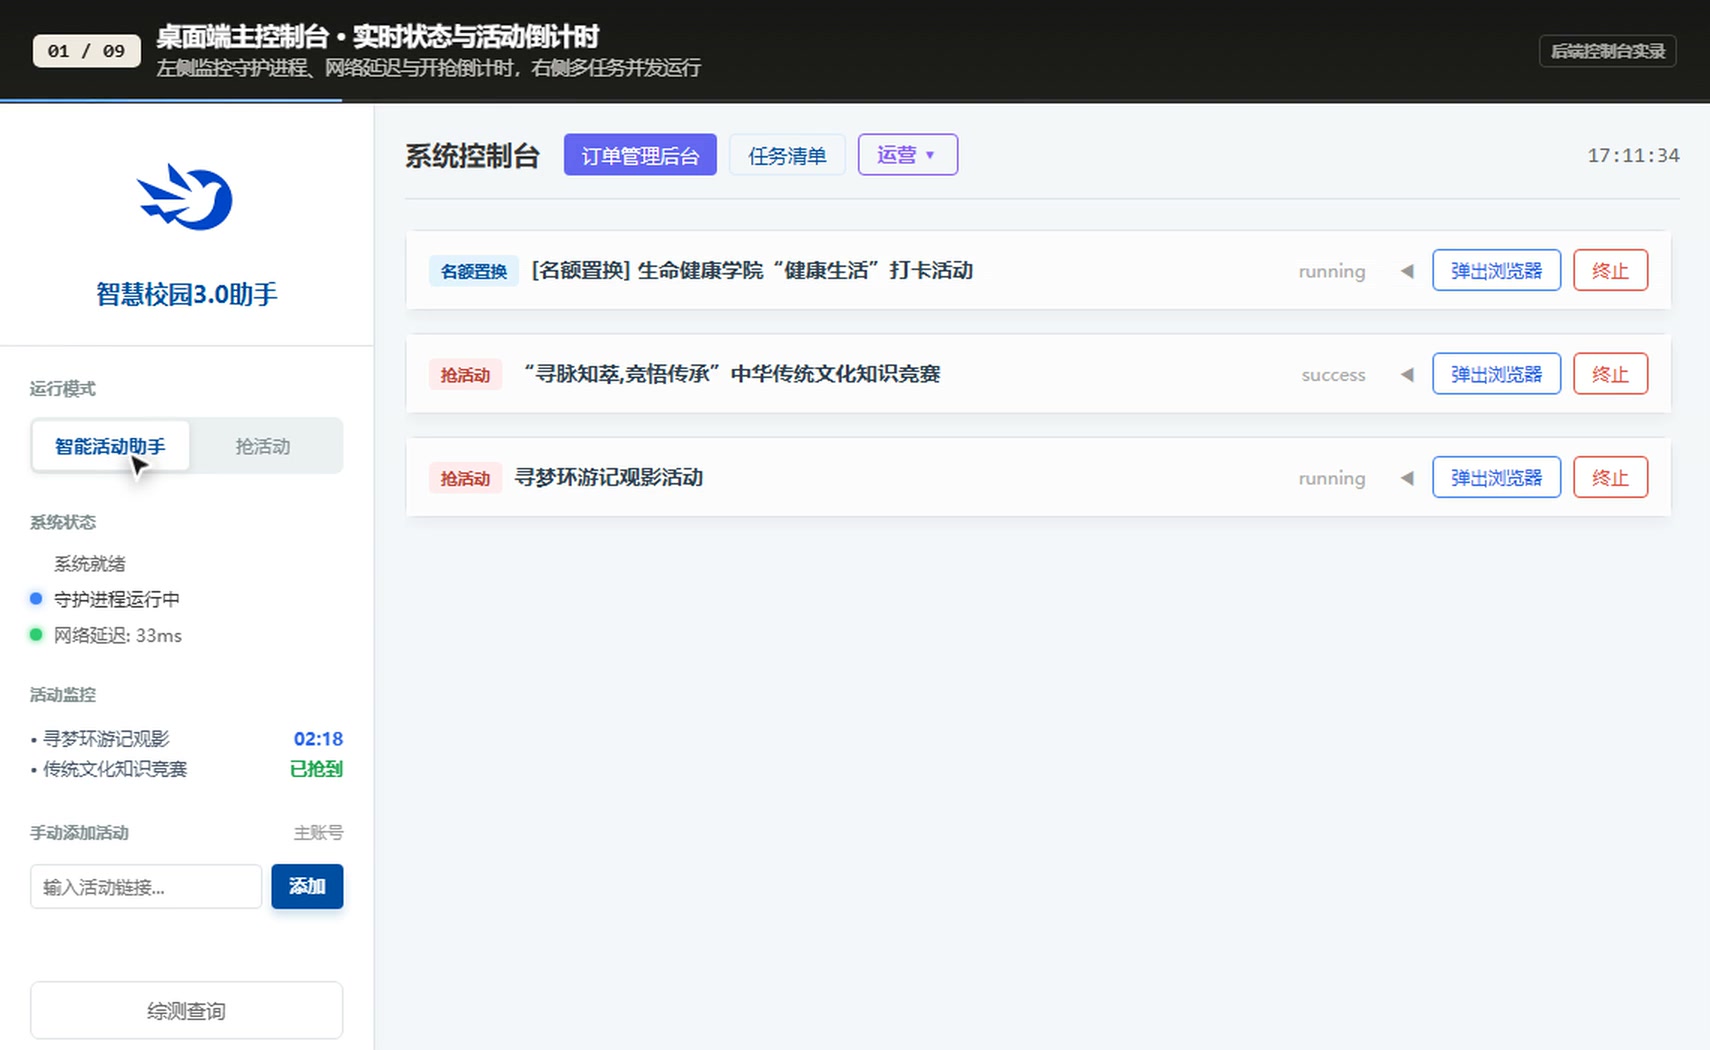 01 / 09
桌面端主控制台 • 实时状态与活动倒计时
左侧监控守护进程、网络延迟与开抢倒计时，右侧多任务并发运行
后端控制台实录
智慧校园3.0助手
运行模式
智能活动助手
抢活动
系统状态
系统就绪
守护进程运行中
网络延迟: 33ms
活动监控
• 寻梦环游记观影 02:18
• 传统文化知识竞赛 已抢到
手动添加活动 主账号
输入活动链接... 添加
综测查询
系统控制台 订单管理后台 任务清单 运营 ▼ 17:11:34
名额置换 [名额置换] 生命健康学院“健康生活”打卡活动 running ◀ 弹出浏览器 终止
抢活动 “寻脉知萃,竞悟传承”中华传统文化知识竞赛 success ◀ 弹出浏览器 终止
抢活动 寻梦环游记观影活动 running ◀ 弹出浏览器 终止